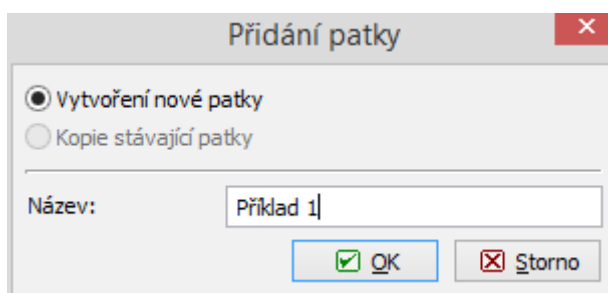 Přidání patky
Vytvoření nové patky
Kopie stávající patky
Název: Příklad 1
OK Storno